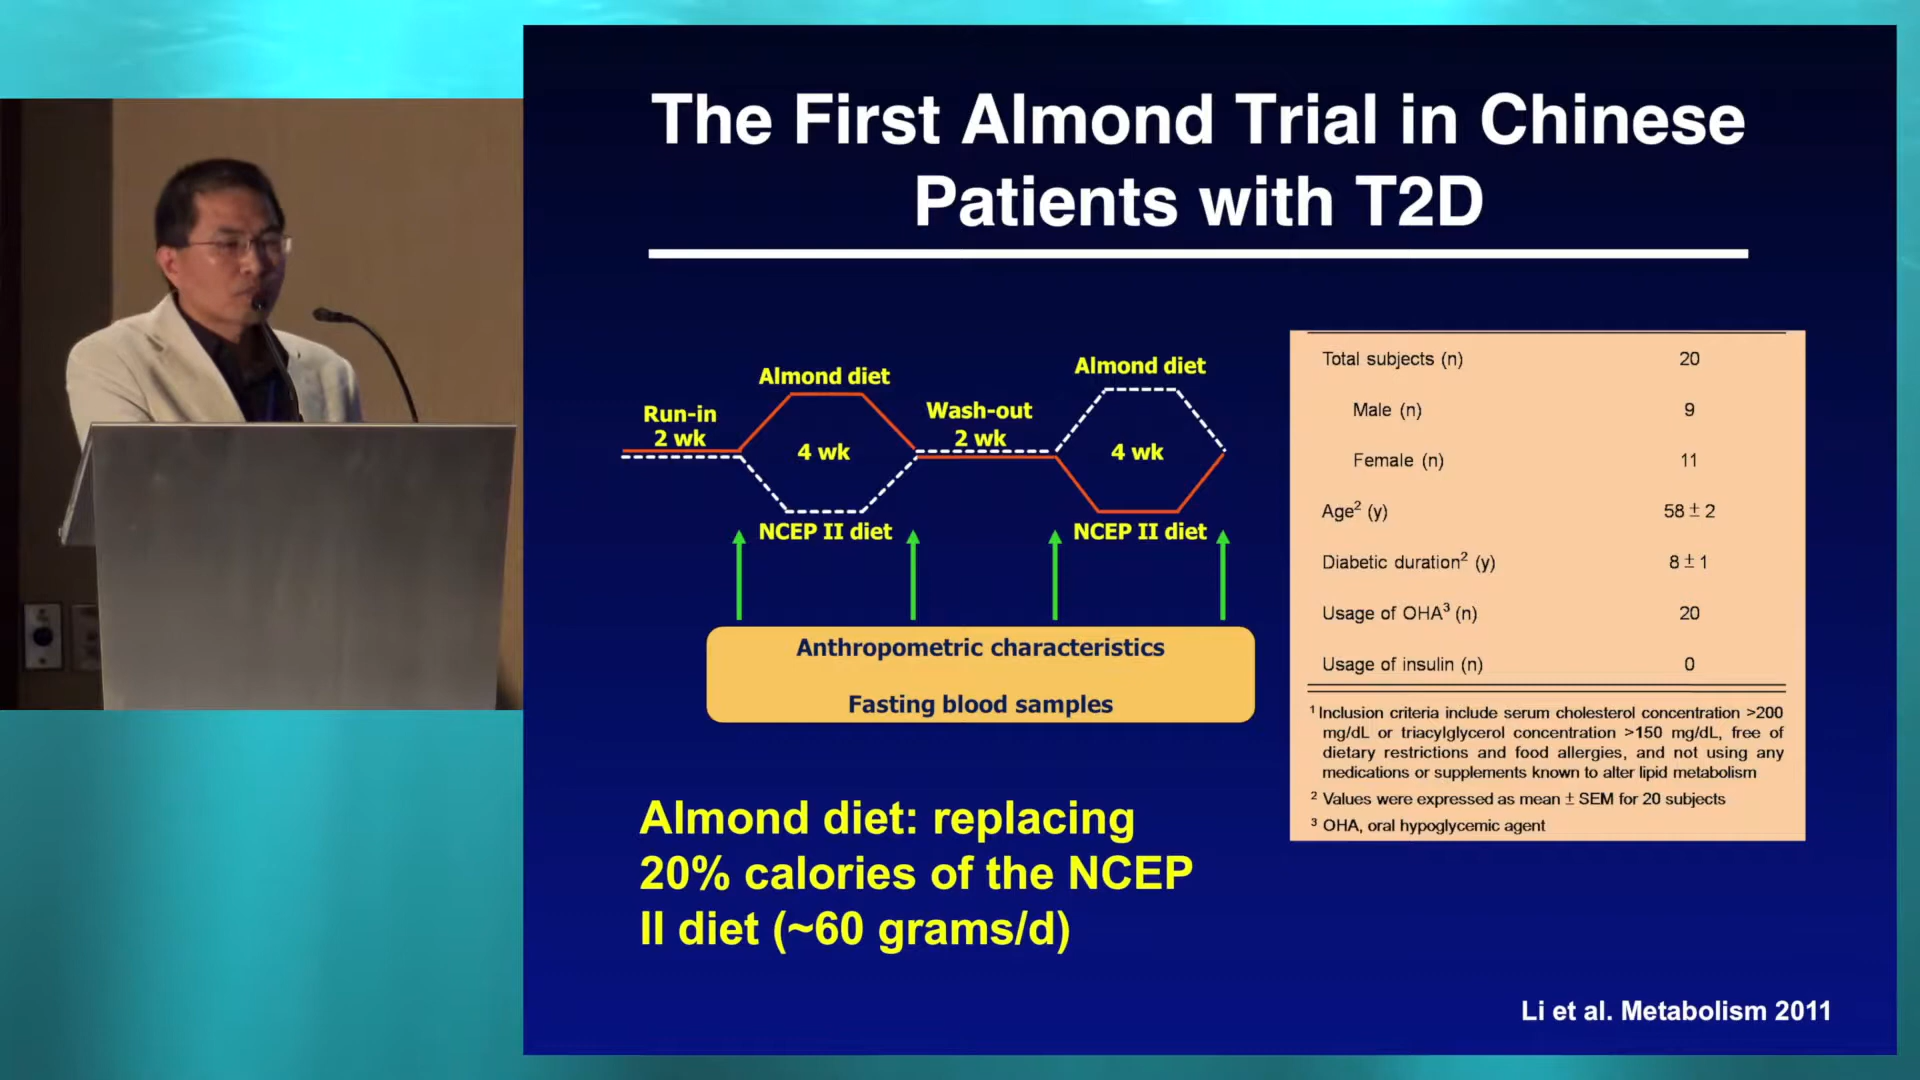 The First Almond Trial in Chinese
Patients with T2D
Run-in
2 wk
Almond diet
4 wk
NCEP II diet
Wash-out
2 wk
Almond diet
4 wk
NCEP II diet
Anthropometric characteristics
Fasting blood samples
Total subjects (n) 20
Male (n) 9
Female (n) 11
Age² (y) 58 ± 2
Diabetic duration² (y) 8 ± 1
Usage of OHA³ (n) 20
Usage of insulin (n) 0
¹ Inclusion criteria include serum cholesterol concentration >200
mg/dL or triacylglycerol concentration >150 mg/dL, free of
dietary restrictions and food allergies, and not using any
medications or supplements known to alter lipid metabolism
² Values were expressed as mean ± SEM for 20 subjects
³ OHA, oral hypoglycemic agent
Almond diet: replacing
20% calories of the NCEP
II diet (~60 grams/d)
Li et al. Metabolism 2011